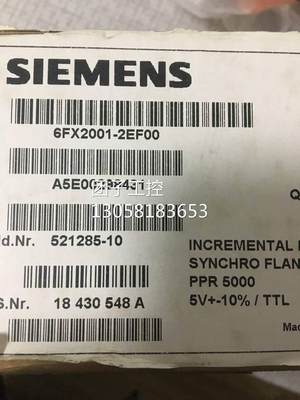 SIEMENS
6FX2001-2EF00
13058183653
d.Nr. 521285-10
INCREMENTAL
SYNCHRO FLAN
PPR 5000
5V+-10% / TTL
S.Nr. 18 430 548 A
Mad